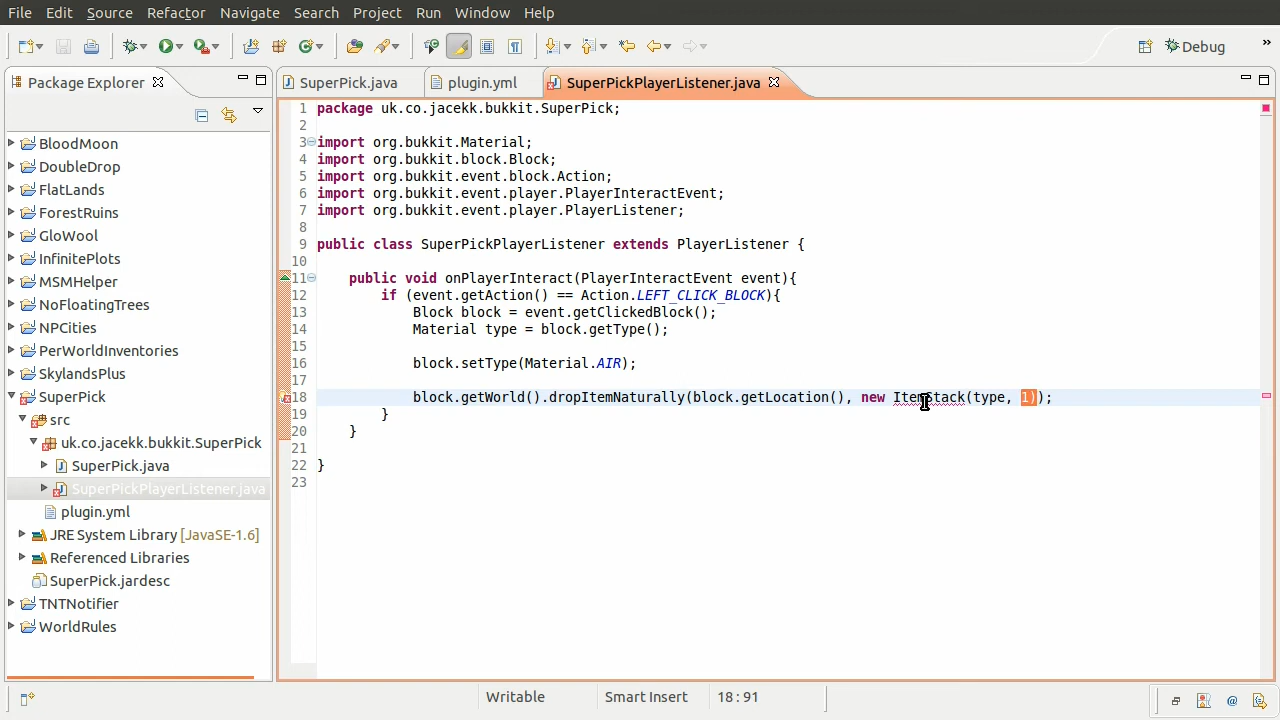 File Edit Source Refactor Navigate Search Project Run Window Help
Debug »
Package Explorer
SuperPick.java plugin.yml SuperPickPlayerListener.java
BloodMoon
DoubleDrop
FlatLands
ForestRuins
GloWool
InfinitePlots
MSMHelper
NoFloatingTrees
NPCities
PerWorldInventories
SkylandsPlus
SuperPick
src
uk.co.jacekk.bukkit.SuperPick
SuperPick.java
SuperPickPlayerListener.java
plugin.yml
JRE System Library [JavaSE-1.6]
Referenced Libraries
SuperPick.jardesc
TNTNotifier
WorldRules
1 package uk.co.jacekk.bukkit.SuperPick;
2
3 import org.bukkit.Material;
4 import org.bukkit.block.Block;
5 import org.bukkit.event.block.Action;
6 import org.bukkit.event.player.PlayerInteractEvent;
7 import org.bukkit.event.player.PlayerListener;
8
9 public class SuperPickPlayerListener extends PlayerListener {
10
11 public void onPlayerInteract(PlayerInteractEvent event){
12 if (event.getAction() == Action.LEFT_CLICK_BLOCK){
13 Block block = event.getClickedBlock();
14 Material type = block.getType();
15
16 block.setType(Material.AIR);
17
18 block.getWorld().dropItemNaturally(block.getLocation(), new ItemStack(type, 1));
19 }
20 }
21
22 }
23
Writable Smart Insert 18 : 91